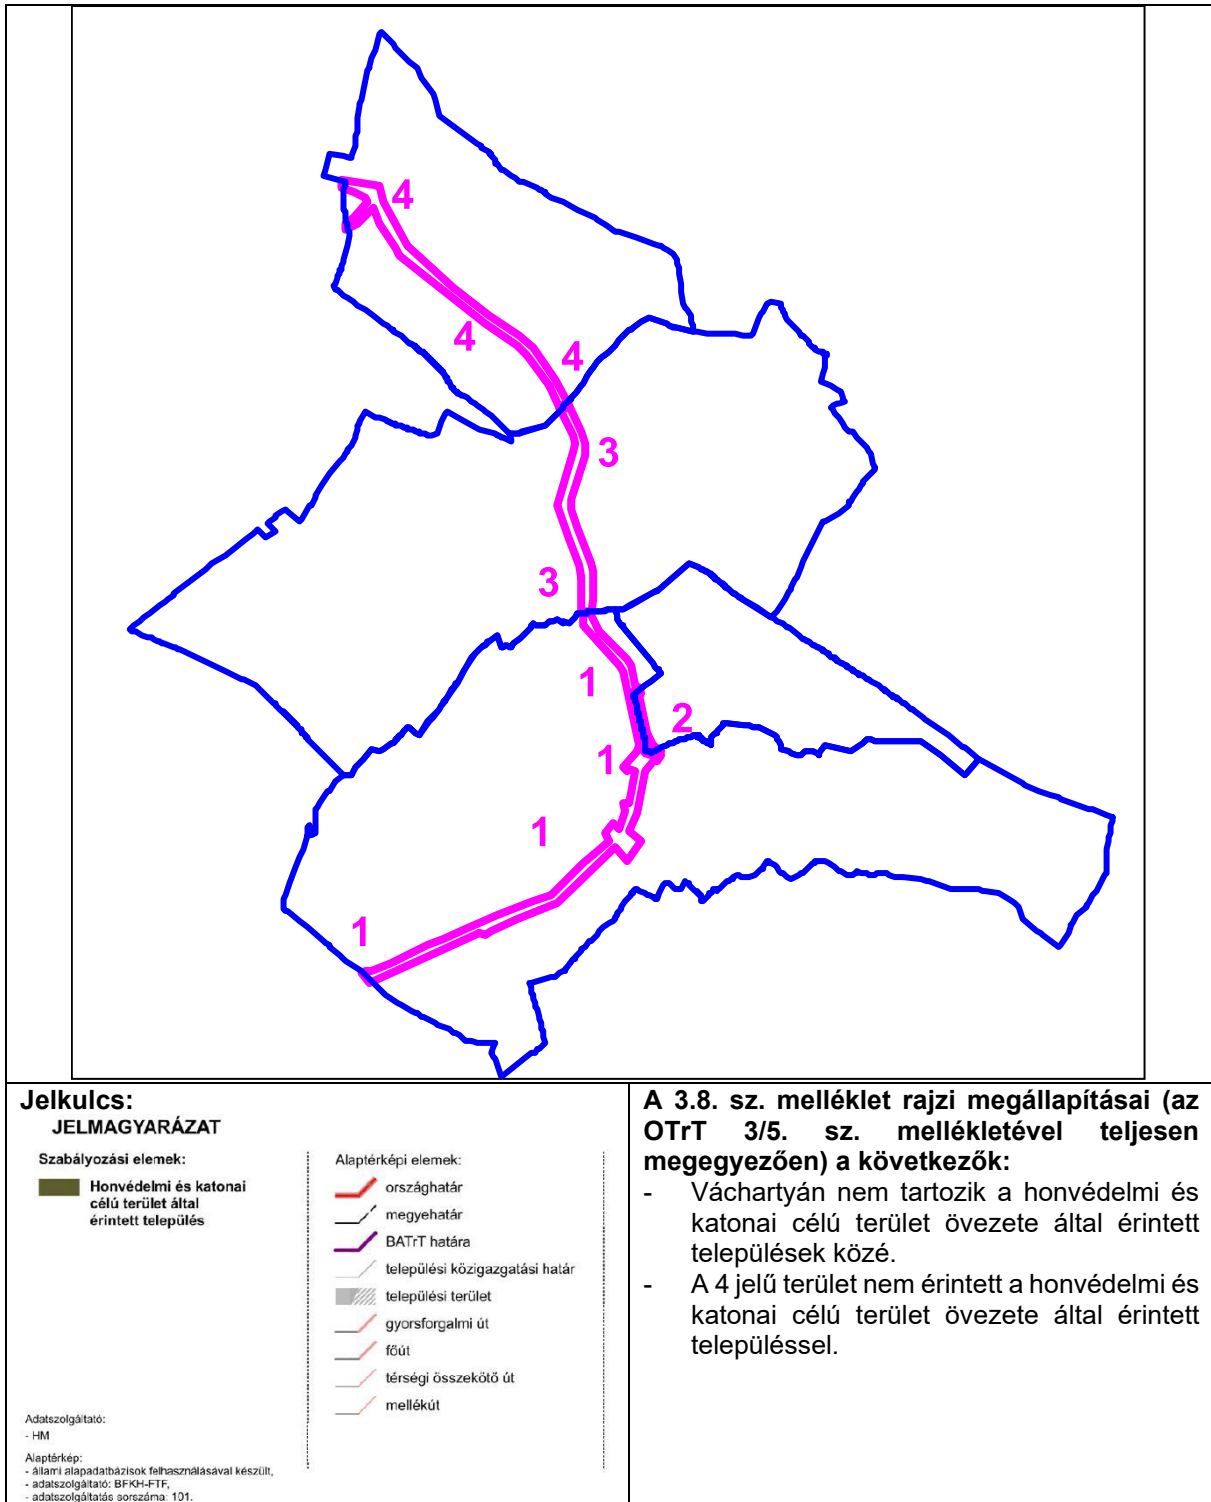 4
4
4
3
3
1
2
1
1
1
Jelkulcs:
JELMAGYARÁZAT
Szabályozási elemek:
Honvédelmi és katonai
célú terület által
érintett település
Adatszolgáltató:
- HM
Alaptérkép:
- állami alapadatbázisok felhasználásával készült,
- adatszolgáltató: BFKH-FTF,
- adatszolgáltatás sorszáma: 101.
Alaptérképi elemek:
országhatár
megyehatár
BATrT határa
települési közigazgatási határ
települési terület
gyorsforgalmi út
főút
térségi összekötő út
mellékút
A 3.8. sz. melléklet rajzi megállapításai (az
OTrT 3/5. sz. mellékletével teljesen
megegyezően) a következők:
- Váchartyán nem tartozik a honvédelmi és
katonai célú terület övezete által érintett
települések közé.
- A 4 jelű terület nem érintett a honvédelmi és
katonai célú terület övezete által érintett
településsel.